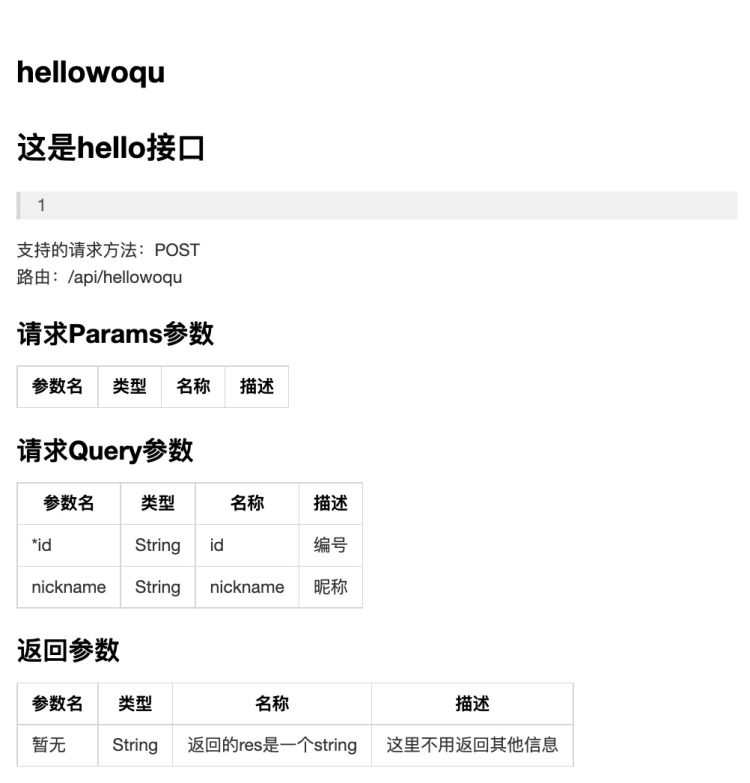 hellowoqu
这是hello接口
1
支持的请求方法：POST
路由：/api/hellowoqu
请求Params参数
参数名 类型 名称 描述
请求Query参数
参数名 类型 名称 描述
*id String id 编号
nickname String nickname 昵称
返回参数
参数名 类型 名称 描述
暂无 String 返回的res是一个string 这里不用返回其他信息